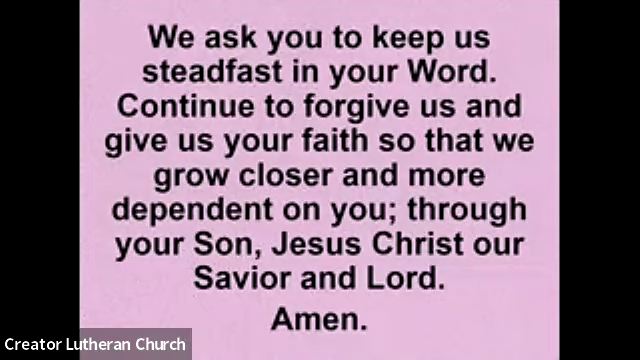 We ask you to keep us
steadfast in your Word.
Continue to forgive us and
give us your faith so that we
grow closer and more
dependent on you; through
your Son, Jesus Christ our
Savior and Lord.
Amen.
Creator Lutheran Church